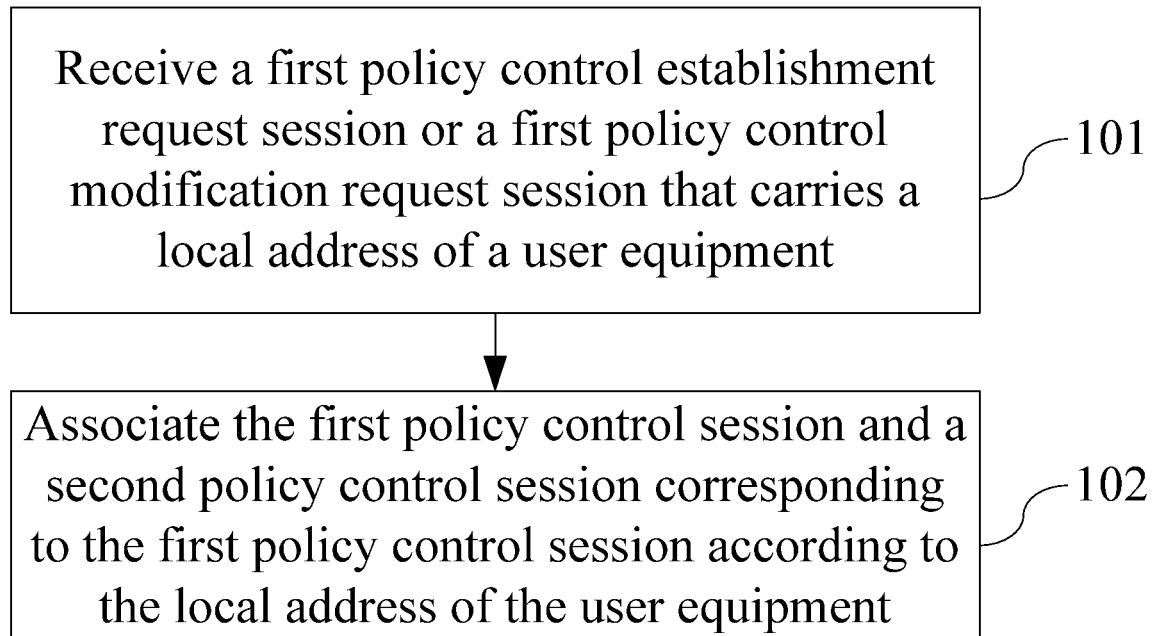 Receive a first policy control establishment
request session or a first policy control
modification request session that carries a
local address of a user equipment
101
Associate the first policy control session and a
second policy control session corresponding
to the first policy control session according to
the local address of the user equipment
102